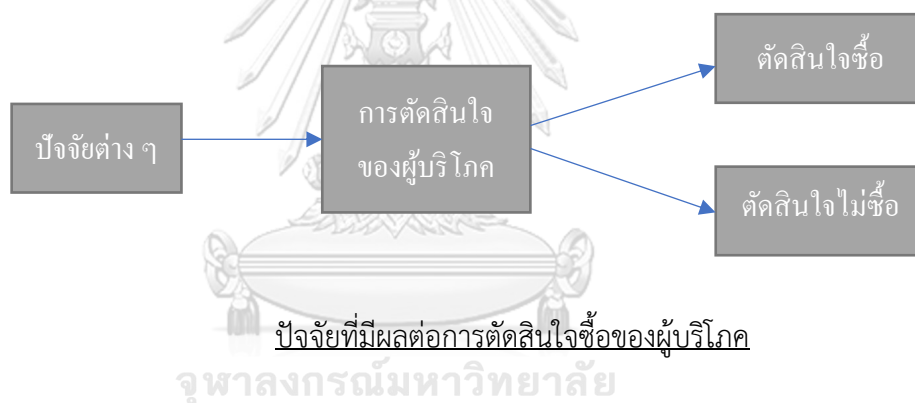 ตัดสินใจซื้อ
การตัดสินใจ
ของผู้บริโภค
ปัจจัยต่าง ๆ
ตัดสินใจไม่ซื้อ
ปัจจัยที่มีผลต่อการตัดสินใจซื้อของผู้บริโภค
จุฬาลงกรณ์มหาวิทยาลัย